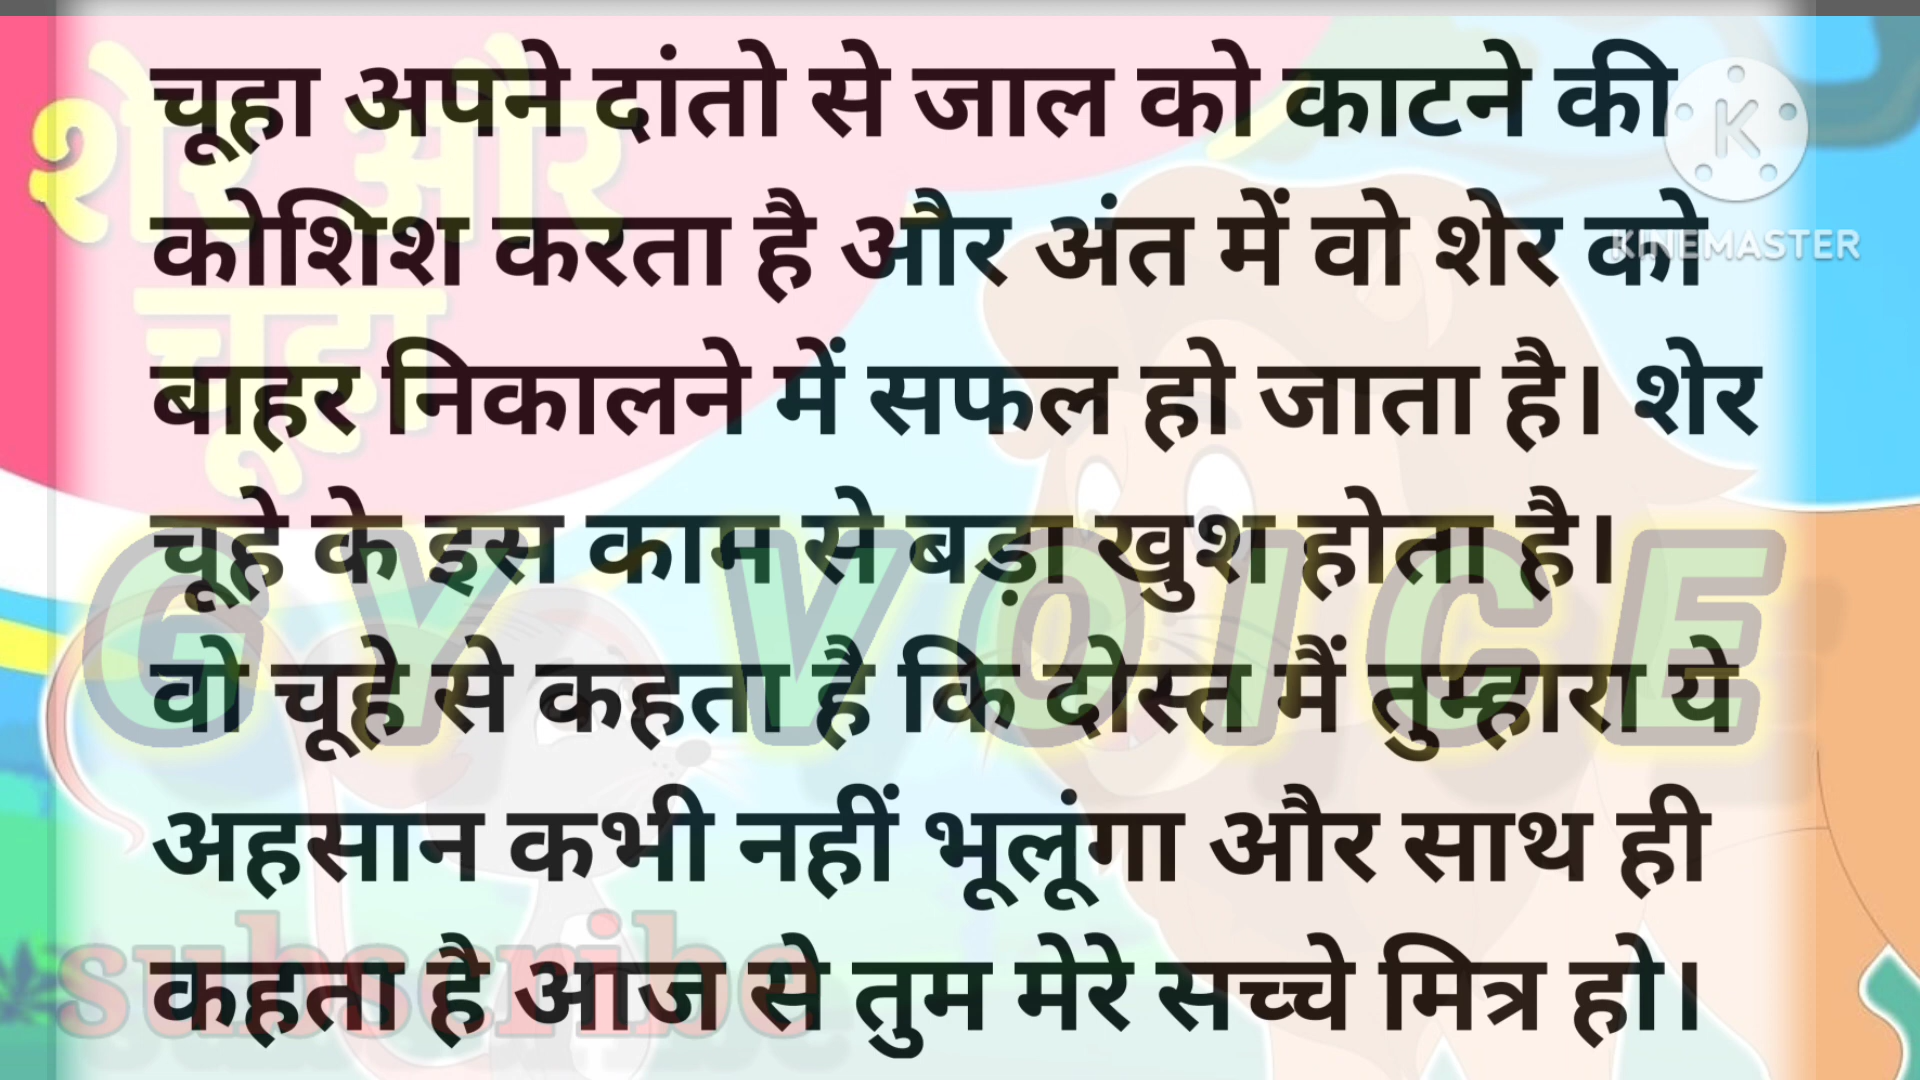 चूहा अपने दांतो से जाल को काटने की
कोशिश करता है और अंत में वो शेर को
बाहर निकालने में सफल हो जाता है। शेर
चूहे के इस काम से बड़ा खुश होता है।
वो चूहे से कहता है कि दोस्त मैं तुम्हारा ये
अहसान कभी नहीं भूलूंगा और साथ ही
कहता है आज से तुम मेरे सच्चे मित्र हो।
शेर और
चूहा
K
KINEMASTER
GY VOICE
subscribe